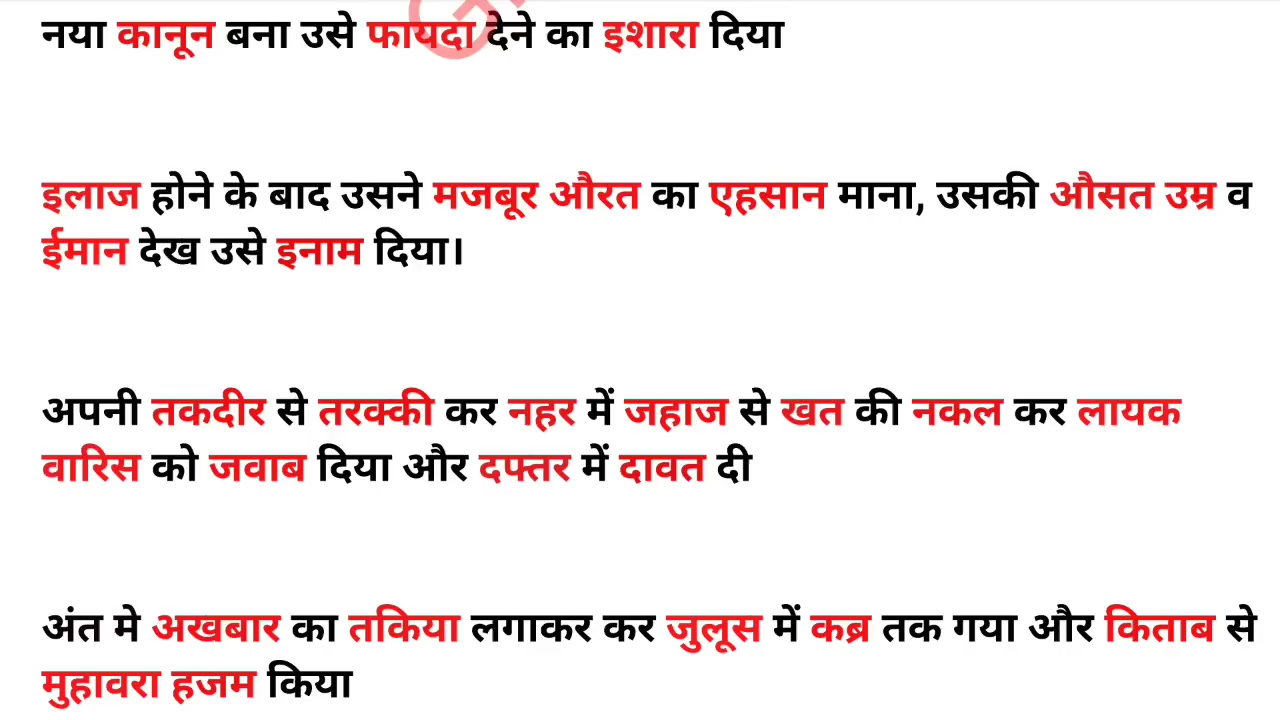 नया कानून बना उसे फायदा देने का इशारा दिया
इलाज होने के बाद उसने मजबूर औरत का एहसान माना, उसकी औसत उम्र व
ईमान देख उसे इनाम दिया।
अपनी तकदीर से तरक्की कर नहर में जहाज से खत की नकल कर लायक
वारिस को जवाब दिया और दफ्तर में दावत दी
अंत मे अखबार का तकिया लगाकर कर जुलूस में कब्र तक गया और किताब से
मुहावरा हजम किया